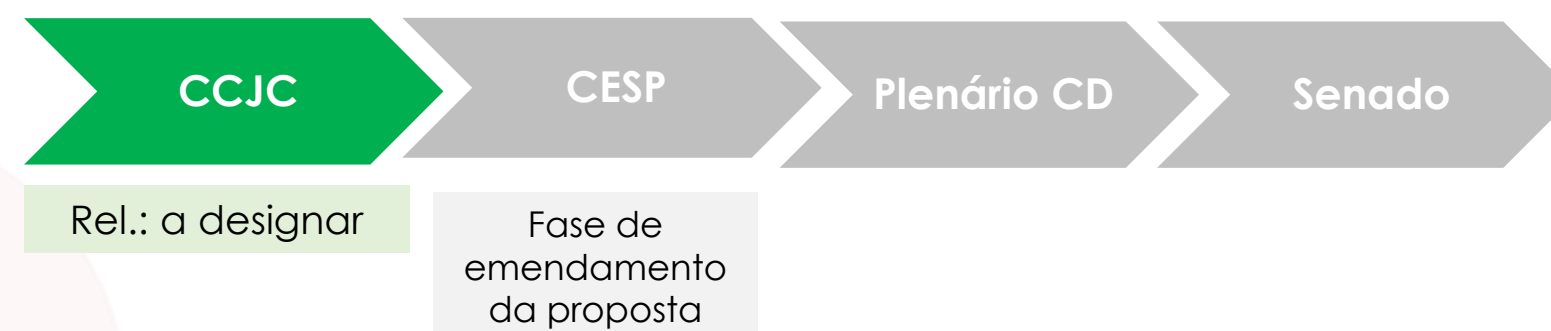 CCJC
CESP
Plenário CD
Senado
Rel.: a designar
Fase de
emendamento
da proposta